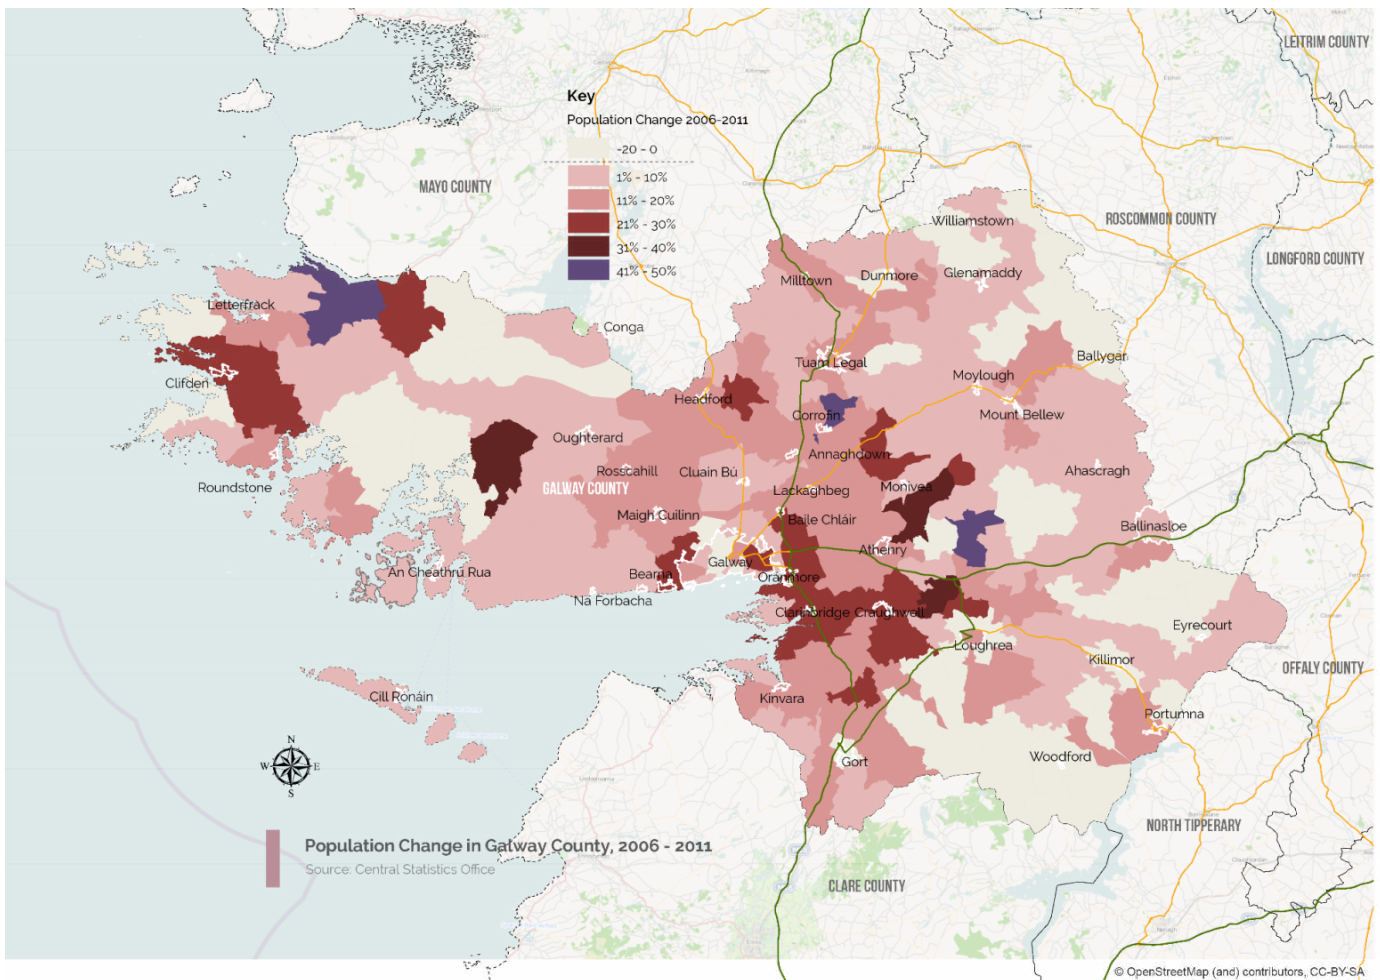 LEITRIM COUNTY
Key
Population Change 2006-2011
-20 - 0
1% - 10%
11% - 20%
21% - 30%
31% - 40%
41% - 50%
MAYO COUNTY
ROSCOMMON COUNTY
LONGFORD COUNTY
Williamstown
Glenamaddy
Dunmore
Milltown
Letterfrack
Conga
Ballygar
Tuam Legal
Moylough
Clifden
Headford
Mount Bellew
Corrofin
Oughterard
Annaghdown
Rosscahill
Cluain Bú
Ahascragh
GALWAY COUNTY
Roundstone
Lackaghbeg
Monivea
Maigh Cuilinn
Baile Chláir
Ballinasloe
Athenry
Galway
An Cheathrú Rua
Bearna
Oranmore
Na Forbacha
Clarinbridge
Craughwell
Eyrecourt
Loughrea
Killimor
OFFALY COUNTY
Cill Ronáin
Kinvara
Portumna
Woodford
Gort
N
W
E
S
NORTH TIPPERARY
Population Change in Galway County, 2006 - 2011
Source: Central Statistics Office
CLARE COUNTY
© OpenStreetMap (and) contributors, CC-BY-SA